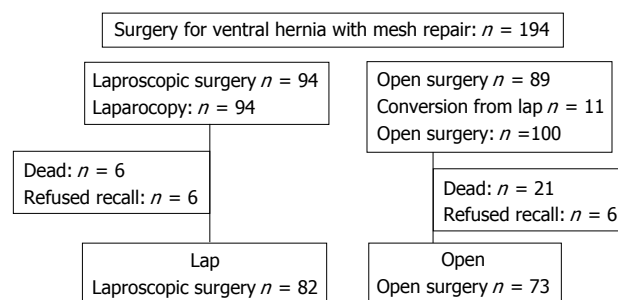 Surgery for ventral hernia with mesh repair: n = 194
Laproscopic surgery n = 94
Laparocopy: n = 94
Open surgery n = 89
Conversion from lap n = 11
Open surgery: n =100
Dead: n = 6
Refused recall: n = 6
Dead: n = 21
Refused recall: n = 6
Lap
Laproscopic surgery n = 82
Open
Open surgery n = 73